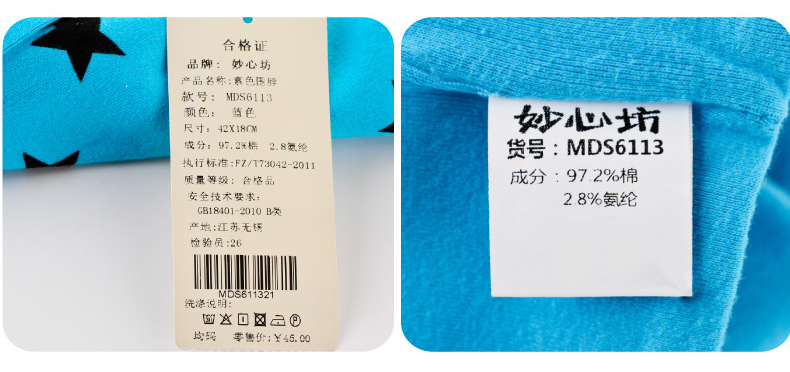 合格证
品牌: 妙心坊
产品名称:素色围脖
款号: MDS6113
颜色: 蓝色
尺寸: 42X18CM
成分: 97.2%棉 2.8%氨纶
执行标准:FZ/T73042-2011
质量等级: 合格品
安全技术要求:
GB18401-2010 B类
产地:江苏无锡
检验员:26
MDS611321
洗涤说明:
均码 零售价:¥46.00
妙心坊
货号:MDS6113
成分:97.2%棉
2.8%氨纶